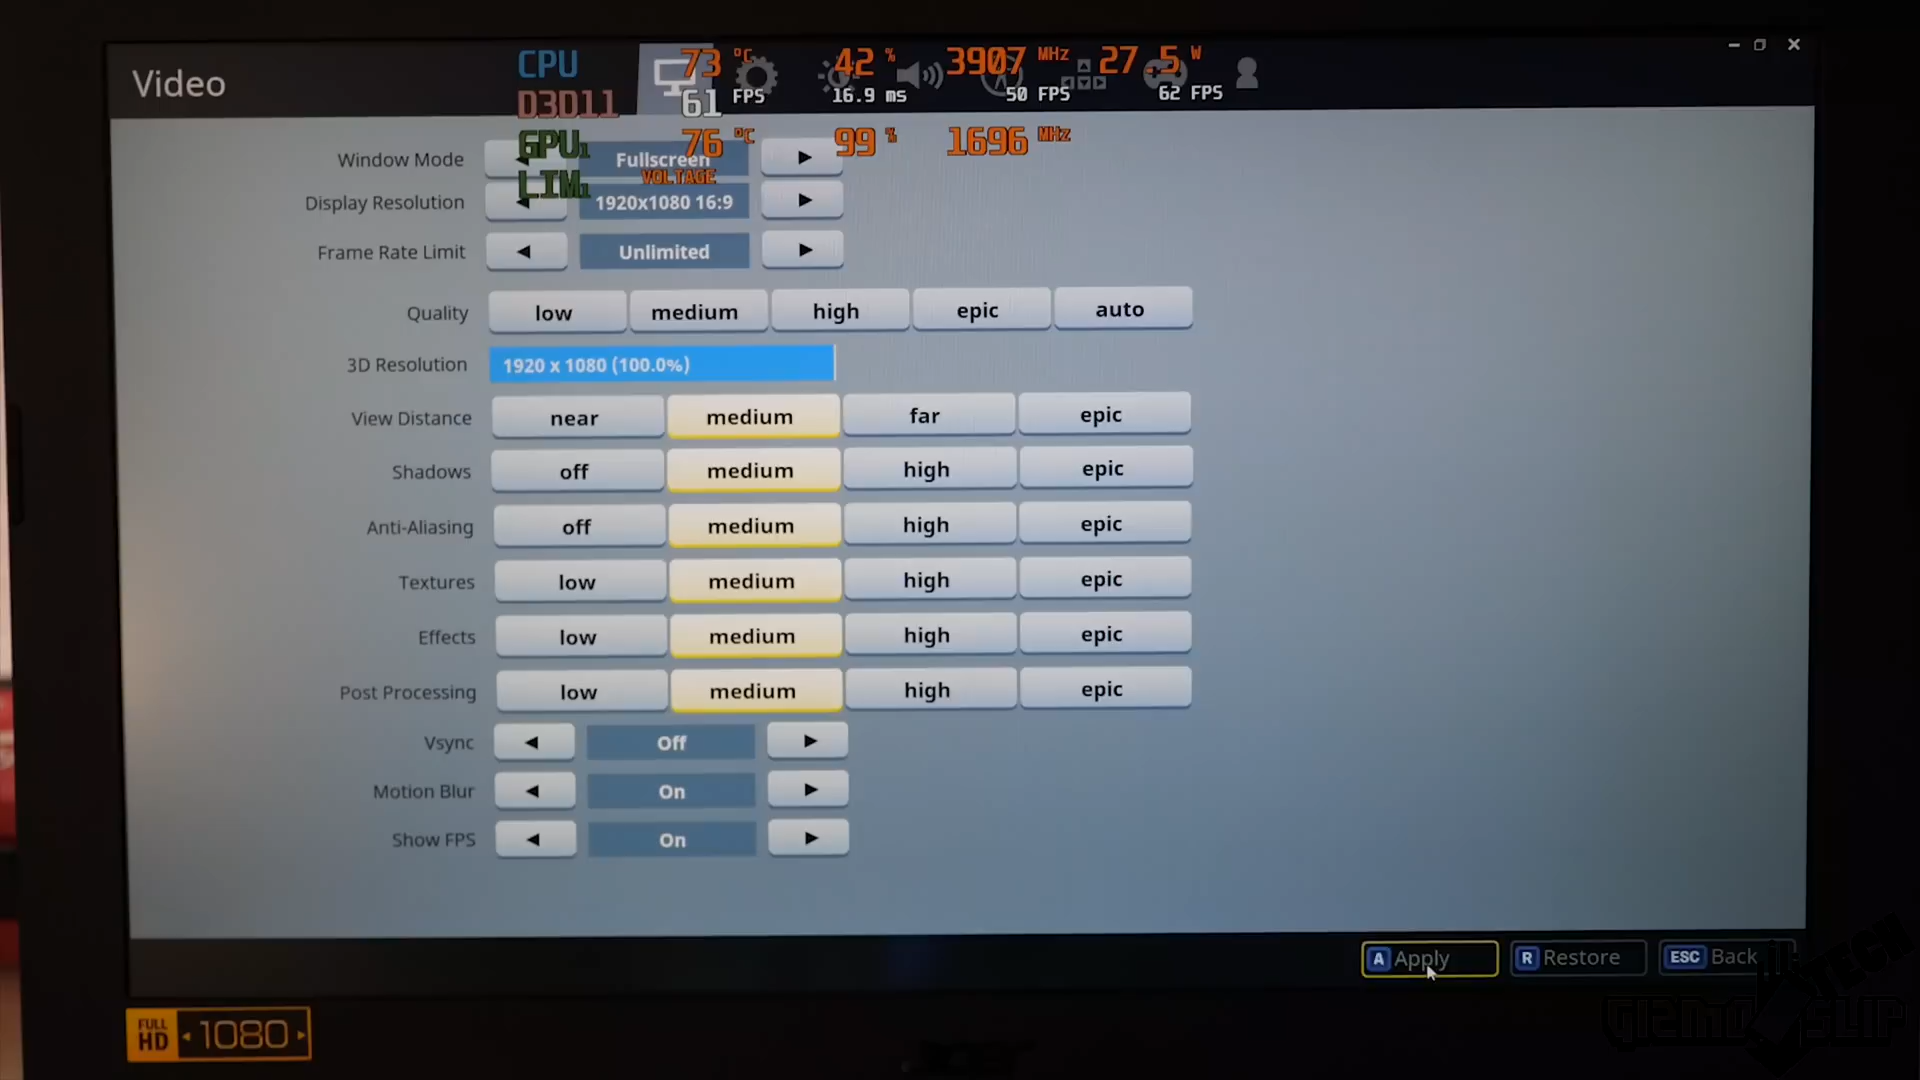 Video
CPU 73 °C 42 % 3907 MHz 27.5 W
D3D11 61 FPS 16.9 ms 50 FPS 62 FPS
GPU1 76 °C 99 % 1696 MHz
Window Mode Fullscreen
LIM1 VOLTAGE
Display Resolution 1920x1080 16:9
Frame Rate Limit Unlimited
Quality low medium high epic auto
3D Resolution 1920 x 1080 (100.0%)
View Distance near medium far epic
Shadows off medium high epic
Anti-Aliasing off medium high epic
Textures low medium high epic
Effects low medium high epic
Post Processing low medium high epic
Vsync Off
Motion Blur On
Show FPS On
A Apply R Restore ESC Back
FULL HD 1080
acer
GIZMO SLIP TECH